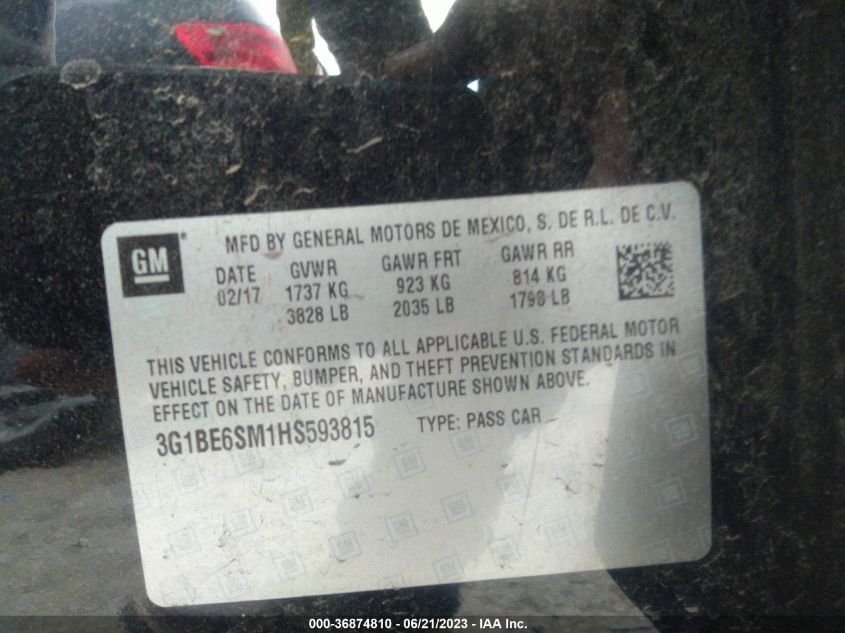 MFD BY GENERAL MOTORS DE MEXICO, S. DE R.L. DE C.V.
GM
DATE GVWR GAWR FRT GAWR RR
02/17 1737 KG 923 KG 814 KG
3828 LB 2035 LB 1793 LB
THIS VEHICLE CONFORMS TO ALL APPLICABLE U.S. FEDERAL MOTOR
VEHICLE SAFETY, BUMPER, AND THEFT PREVENTION STANDARDS IN
EFFECT ON THE DATE OF MANUFACTURE SHOWN ABOVE.
3G1BE6SM1HS593815 TYPE: PASS CAR
000-36874810 - 06/21/2023 - IAA Inc.